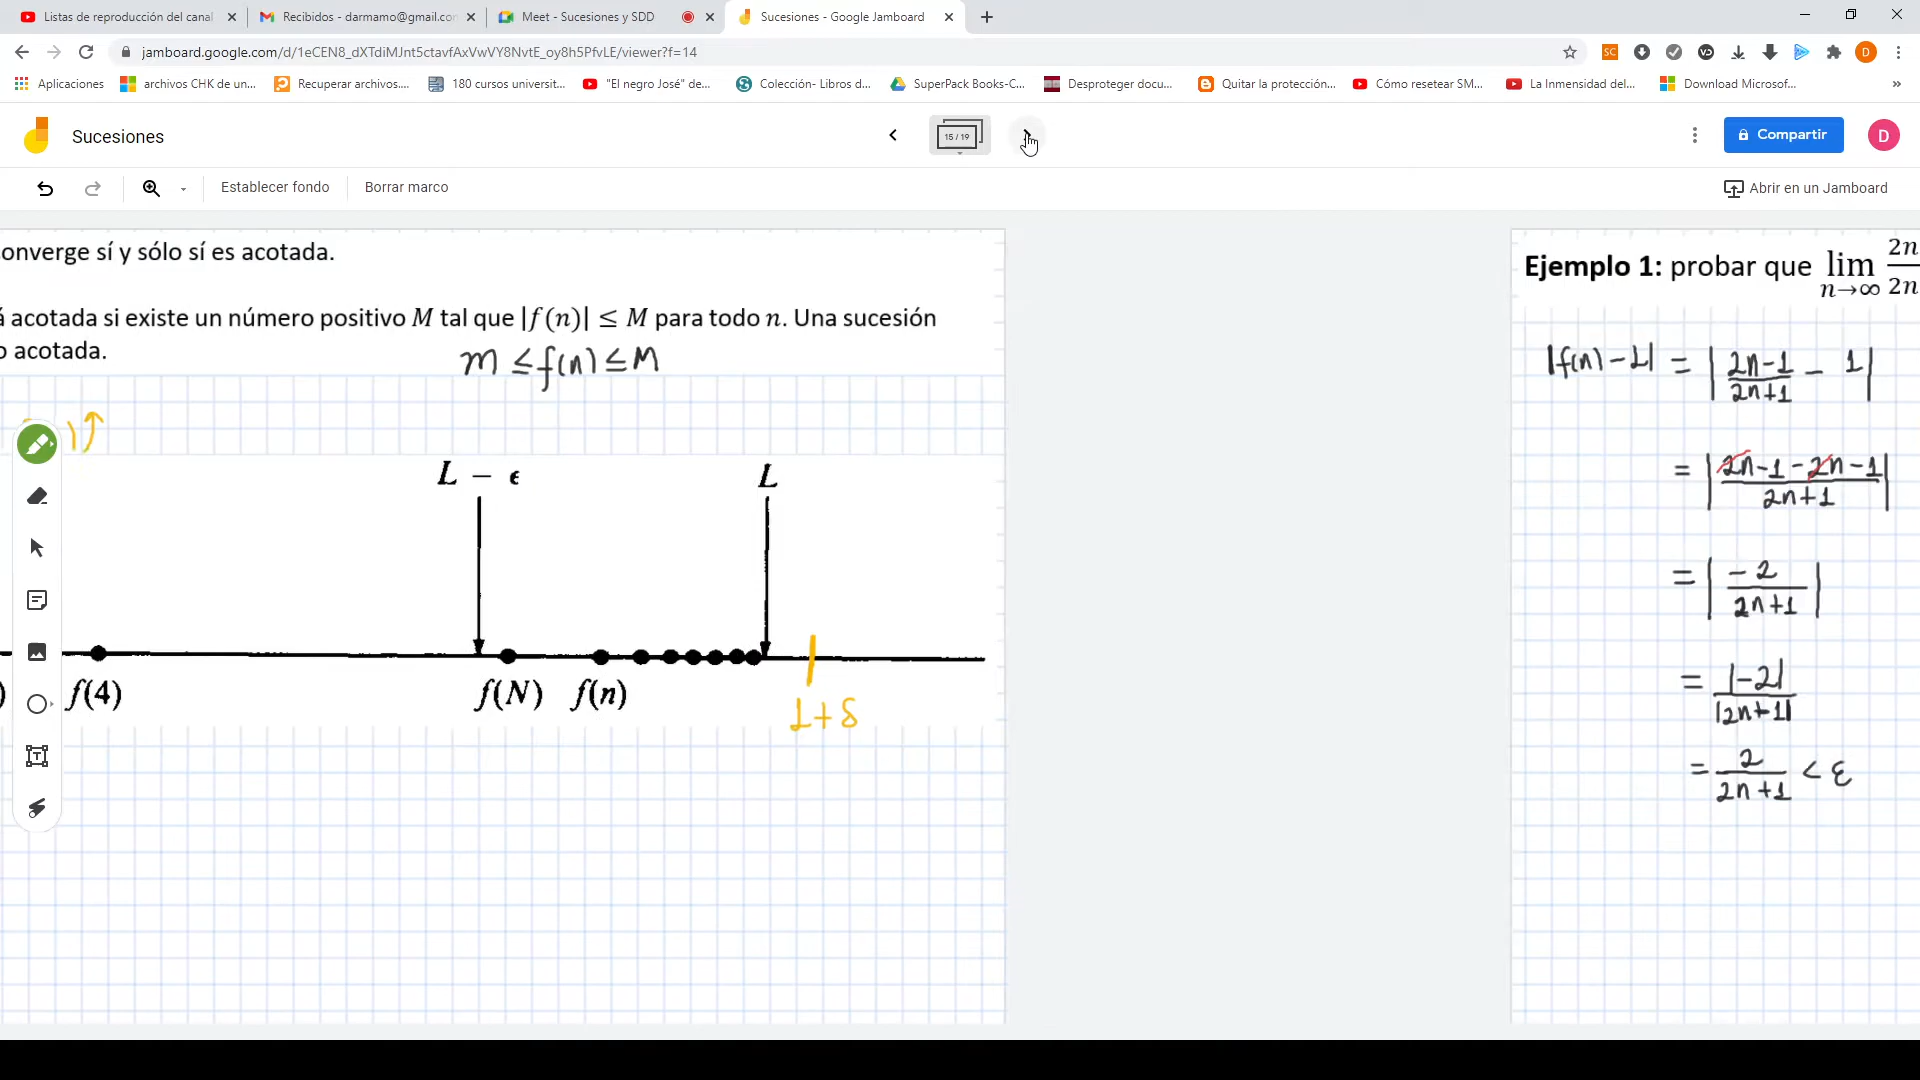 Listas de reproducción del canal
Recibidos - darmamo@gmail.co
Meet - Sucesiones y SDD
Sucesiones - Google Jamboard
jamboard.google.com/d/1eCEN8_dXTdiMJnt5ctavfAxVwVY8NvtE_oy8h5PfvLE/viewer?f=14
Aplicaciones
archivos CHK de un...
Recuperar archivos....
180 cursos universit...
"El negro José" de...
Colección- Libros d...
SuperPack Books-C...
Desproteger docu...
Quitar la protección...
Cómo resetear SM...
La Inmensidad del...
Download Microsof...
»
Sucesiones
15 / 19
Compartir
D
Establecer fondo
Borrar marco
Abrir en un Jamboard
onverge sí y sólo sí es acotada.
á acotada si existe un número positivo M tal que |f(n)| ≤ M para todo n. Una sucesión
o acotada.
m ≤ f(n) ≤ M
L − ϵ
L
f(4)
f(N)
f(n)
1+δ
Ejemplo 1: probar que lim n→∞ 2n / 2n
|f(n) − L| = | (2n-1)/(2n+1) − 1 |
= | (2n-1-2n-1)/(2n+1) |
= | -2/(2n+1) |
= |-2|/|2n+1|
= 2/(2n+1) < ε